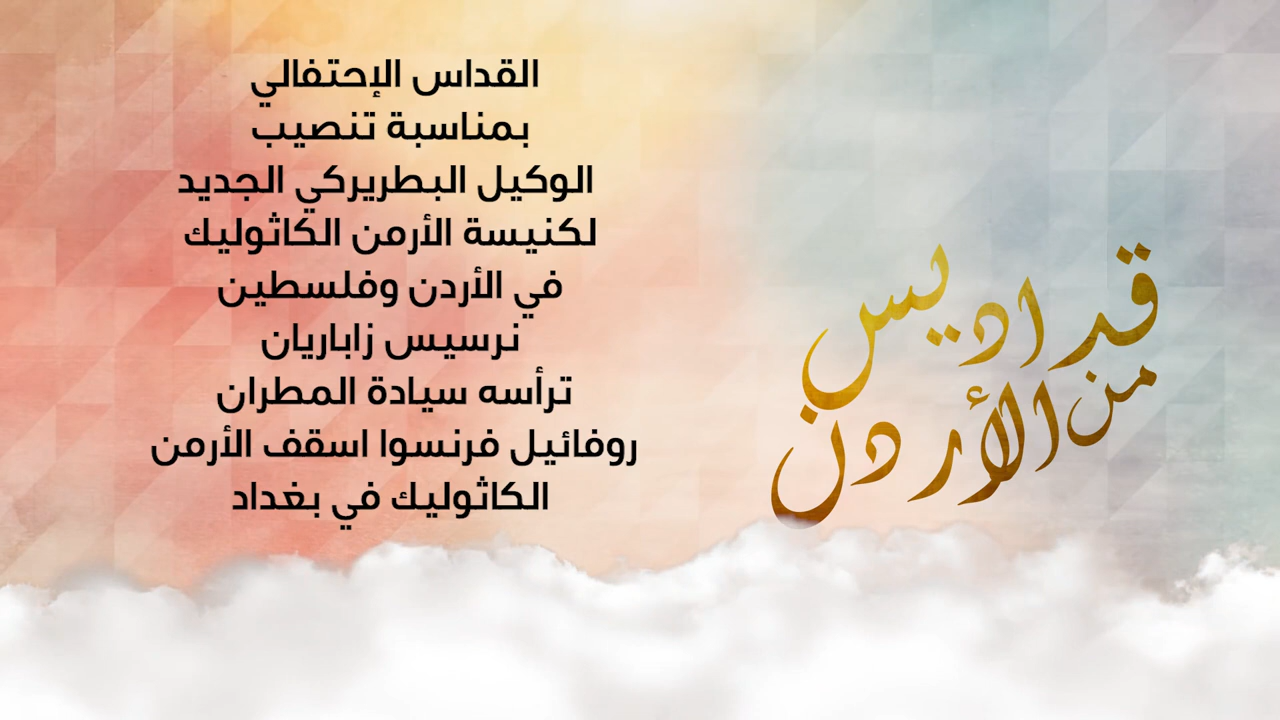 القداس الإحتفالي
بمناسبة تنصيب
الوكيل البطريركي الجديد
لكنيسة الأرمن الكاثوليك
في الأردن وفلسطين
نرسيس زاباريان
ترأسه سيادة المطران
روفائيل فرنسوا اسقف الأرمن
الكاثوليك في بغداد
قداديس
من الأردن